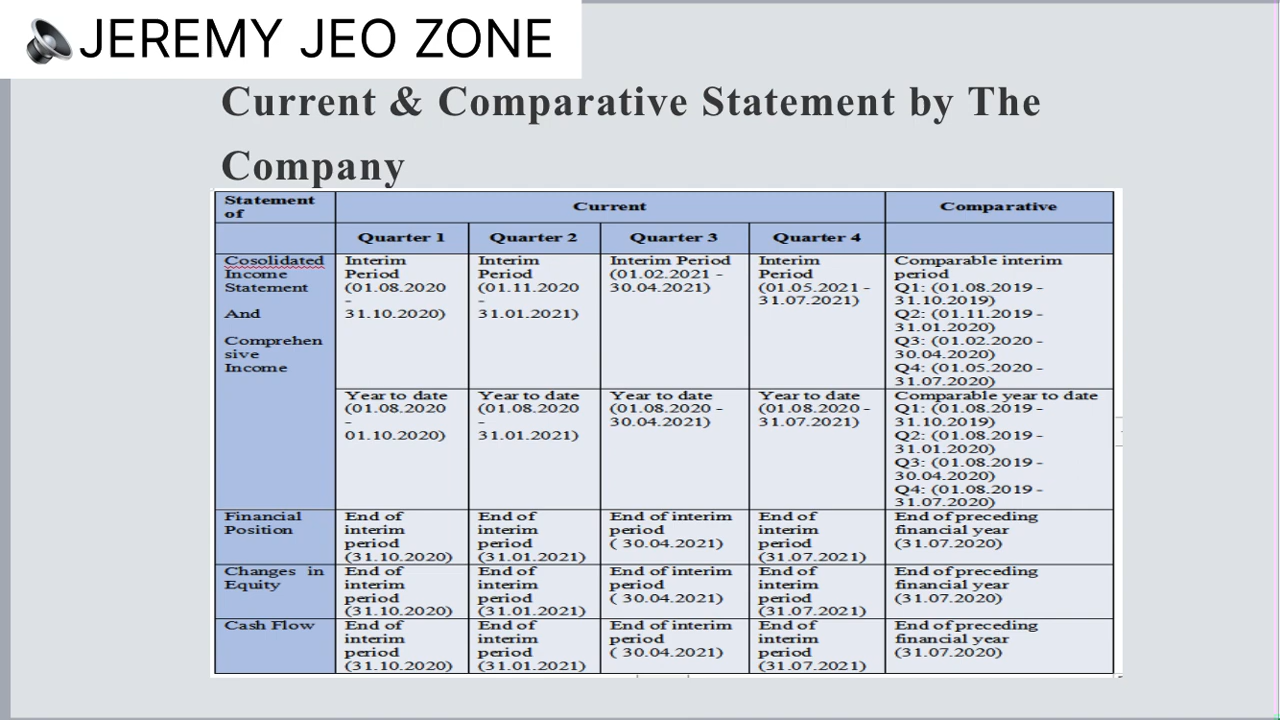 JEREMY JEO ZONE
Current & Comparative Statement by The
Company
Statement
of
Current
Comparative
Quarter 1
Quarter 2
Quarter 3
Quarter 4
Cosolidated
Income
Statement
And
Comprehen
sive
Income
Interim
Period
(01.08.2020
-
31.10.2020)
Interim
Period
(01.11.2020
-
31.01.2021)
Interim Period
(01.02.2021 -
30.04.2021)
Interim
Period
(01.05.2021 -
31.07.2021)
Comparable interim
period
Q1: (01.08.2019 -
31.10.2019)
Q2: (01.11.2019 -
31.01.2020)
Q3: (01.02.2020 -
30.04.2020)
Q4: (01.05.2020 -
31.07.2020)
Year to date
(01.08.2020
-
01.10.2020)
Year to date
(01.08.2020
-
31.01.2021)
Year to date
(01.08.2020 -
30.04.2021)
Year to date
(01.08.2020 -
31.07.2021)
Comparable year to date
Q1: (01.08.2019 -
31.10.2019)
Q2: (01.08.2019 -
31.01.2020)
Q3: (01.08.2019 -
30.04.2020)
Q4: (01.08.2019 -
31.07.2020)
Financial
Position
End of
interim
period
(31.10.2020)
End of
interim
period
(31.01.2021)
End of interim
period
( 30.04.2021)
End of
interim
period
(31.07.2021)
End of preceding
financial year
(31.07.2020)
Changes in
Equity
End of
interim
period
(31.10.2020)
End of
interim
period
(31.01.2021)
End of interim
period
( 30.04.2021)
End of
interim
period
(31.07.2021)
End of preceding
financial year
(31.07.2020)
Cash Flow
End of
interim
period
(31.10.2020)
End of
interim
period
(31.01.2021)
End of interim
period
( 30.04.2021)
End of
interim
period
(31.07.2021)
End of preceding
financial year
(31.07.2020)